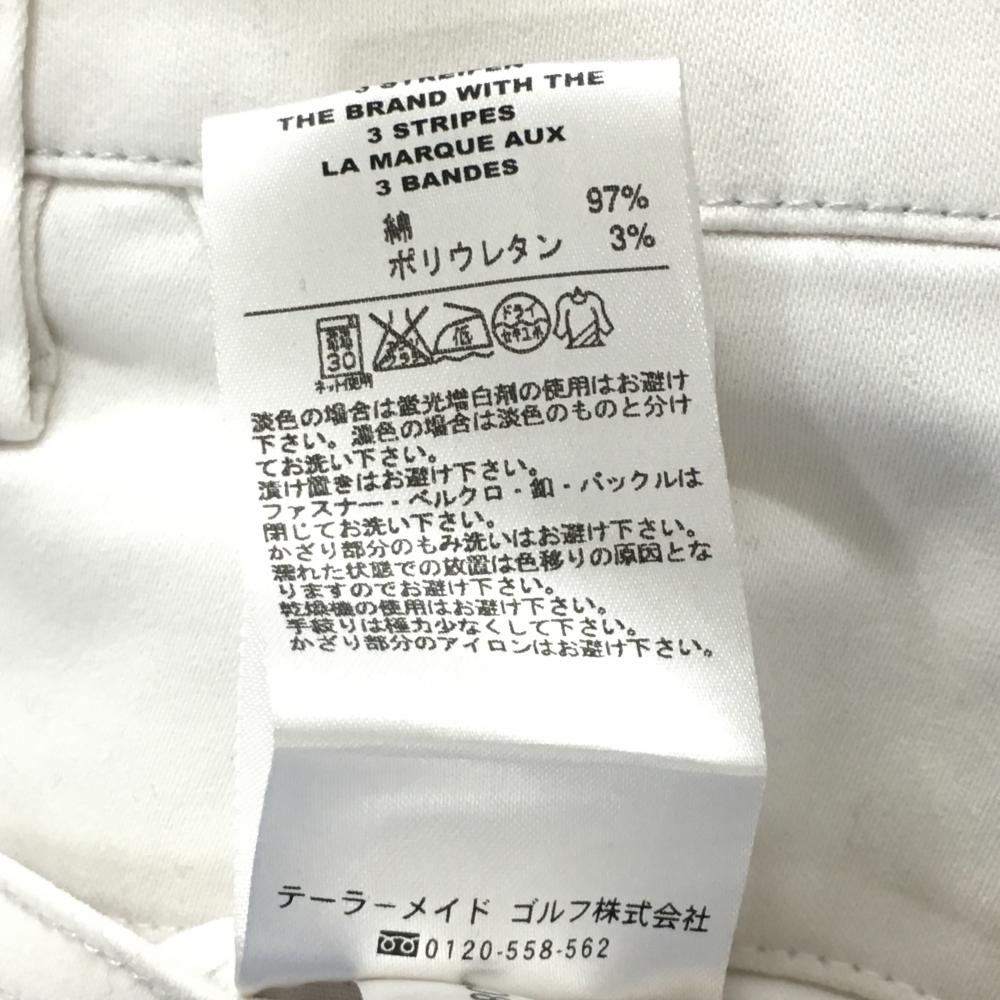 3 STREIFEN
THE BRAND WITH THE
3 STRIPES
LA MARQUE AUX
3 BANDES
綿 97%
ポリウレタン 3%
30 低 ドライ セキユ系
ネット使用
淡色の場合は蛍光増白剤の使用はお避け
下さい。濃色の場合は淡色のものと分け
てお洗い下さい。
漬け置きはお避け下さい。
ファスナー・ベルクロ・釦・バックルは
閉じてお洗い下さい。
かざり部分のもみ洗いはお避け下さい。
濡れた状態での放置は色移りの原因とな
りますのでお避け下さい。
乾燥機の使用はお避け下さい。
手絞りは極力少なくして下さい。
かざり部分のアイロンはお避け下さい。
テーラーメイド ゴルフ株式会社
0120-558-562